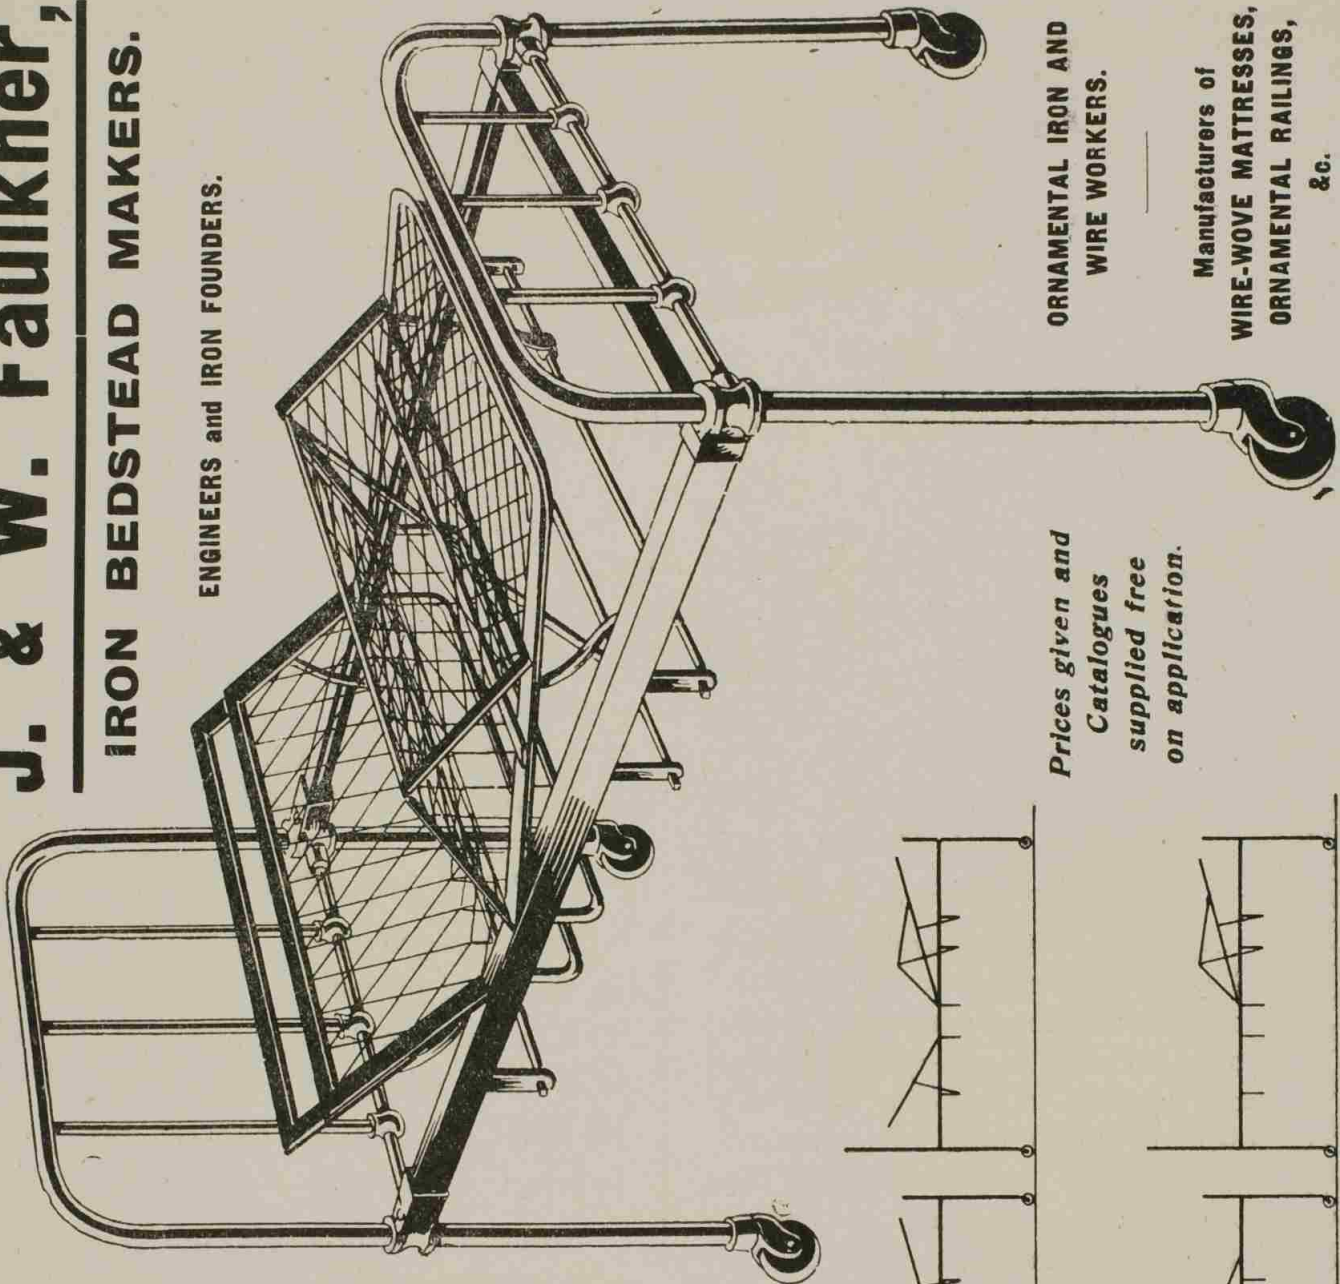 J. & W. Faulkner,
IRON BEDSTEAD MAKERS.
ENGINEERS and IRON FOUNDERS.
ORNAMENTAL IRON AND
WIRE WORKERS.
Manufacturers of
WIRE-WOVE MATTRESSES,
ORNAMENTAL RAILINGS,
&c.
Prices given and
Catalogues
supplied free
on application.